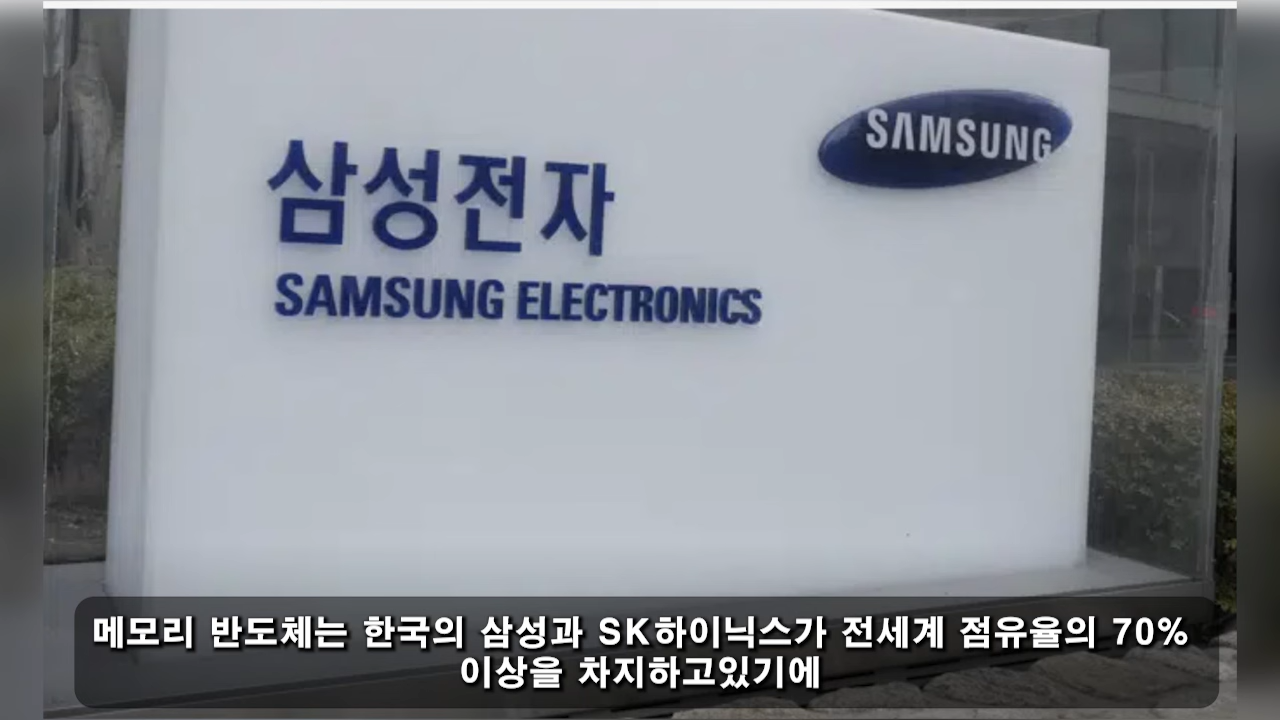 SAMSUNG
삼성전자
SAMSUNG ELECTRONICS
메모리 반도체는 한국의 삼성과 SK하이닉스가 전세계 점유율의 70%
이상을 차지하고있기에